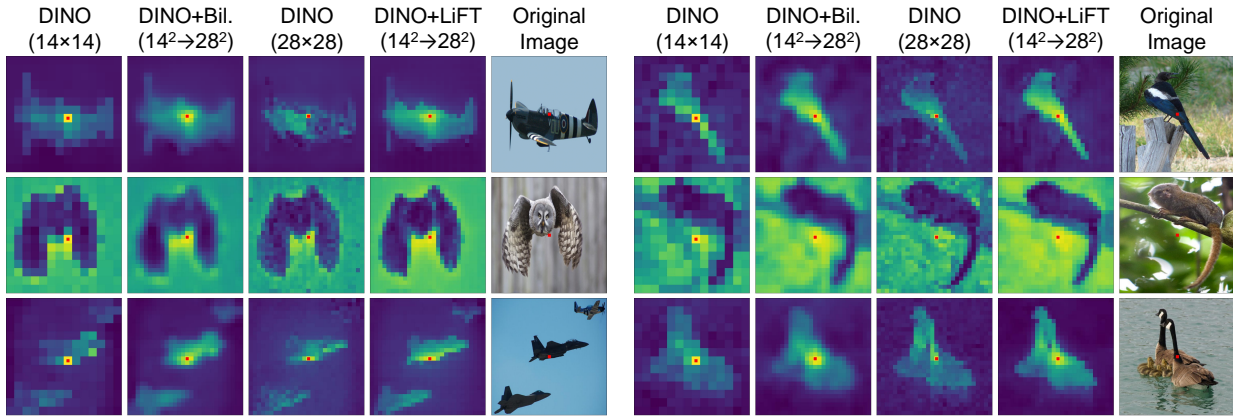 DINO DINO+Bil. DINO DINO+LiFT Original DINO DINO+Bil. DINO DINO+LiFT Original
(14×14) (14²→28²) (28×28) (14²→28²) Image (14×14) (14²→28²) (28×28) (14²→28²) Image